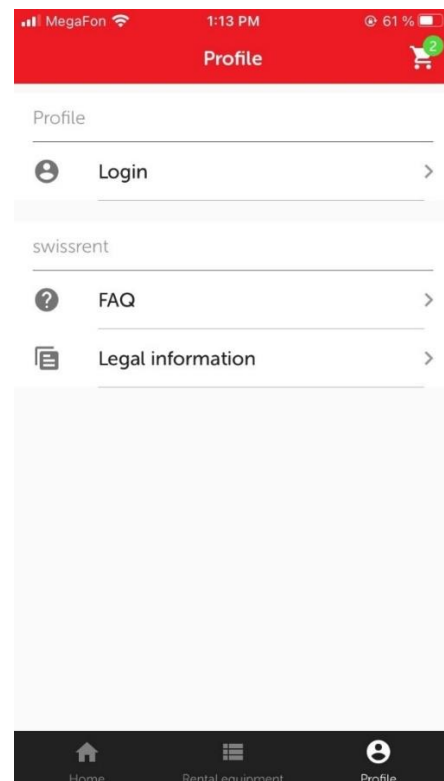 MegaFon 1:13 PM 61 %
Profile 2
Profile
Login
swissrent
FAQ
Legal information
Home Rental equipment Profile